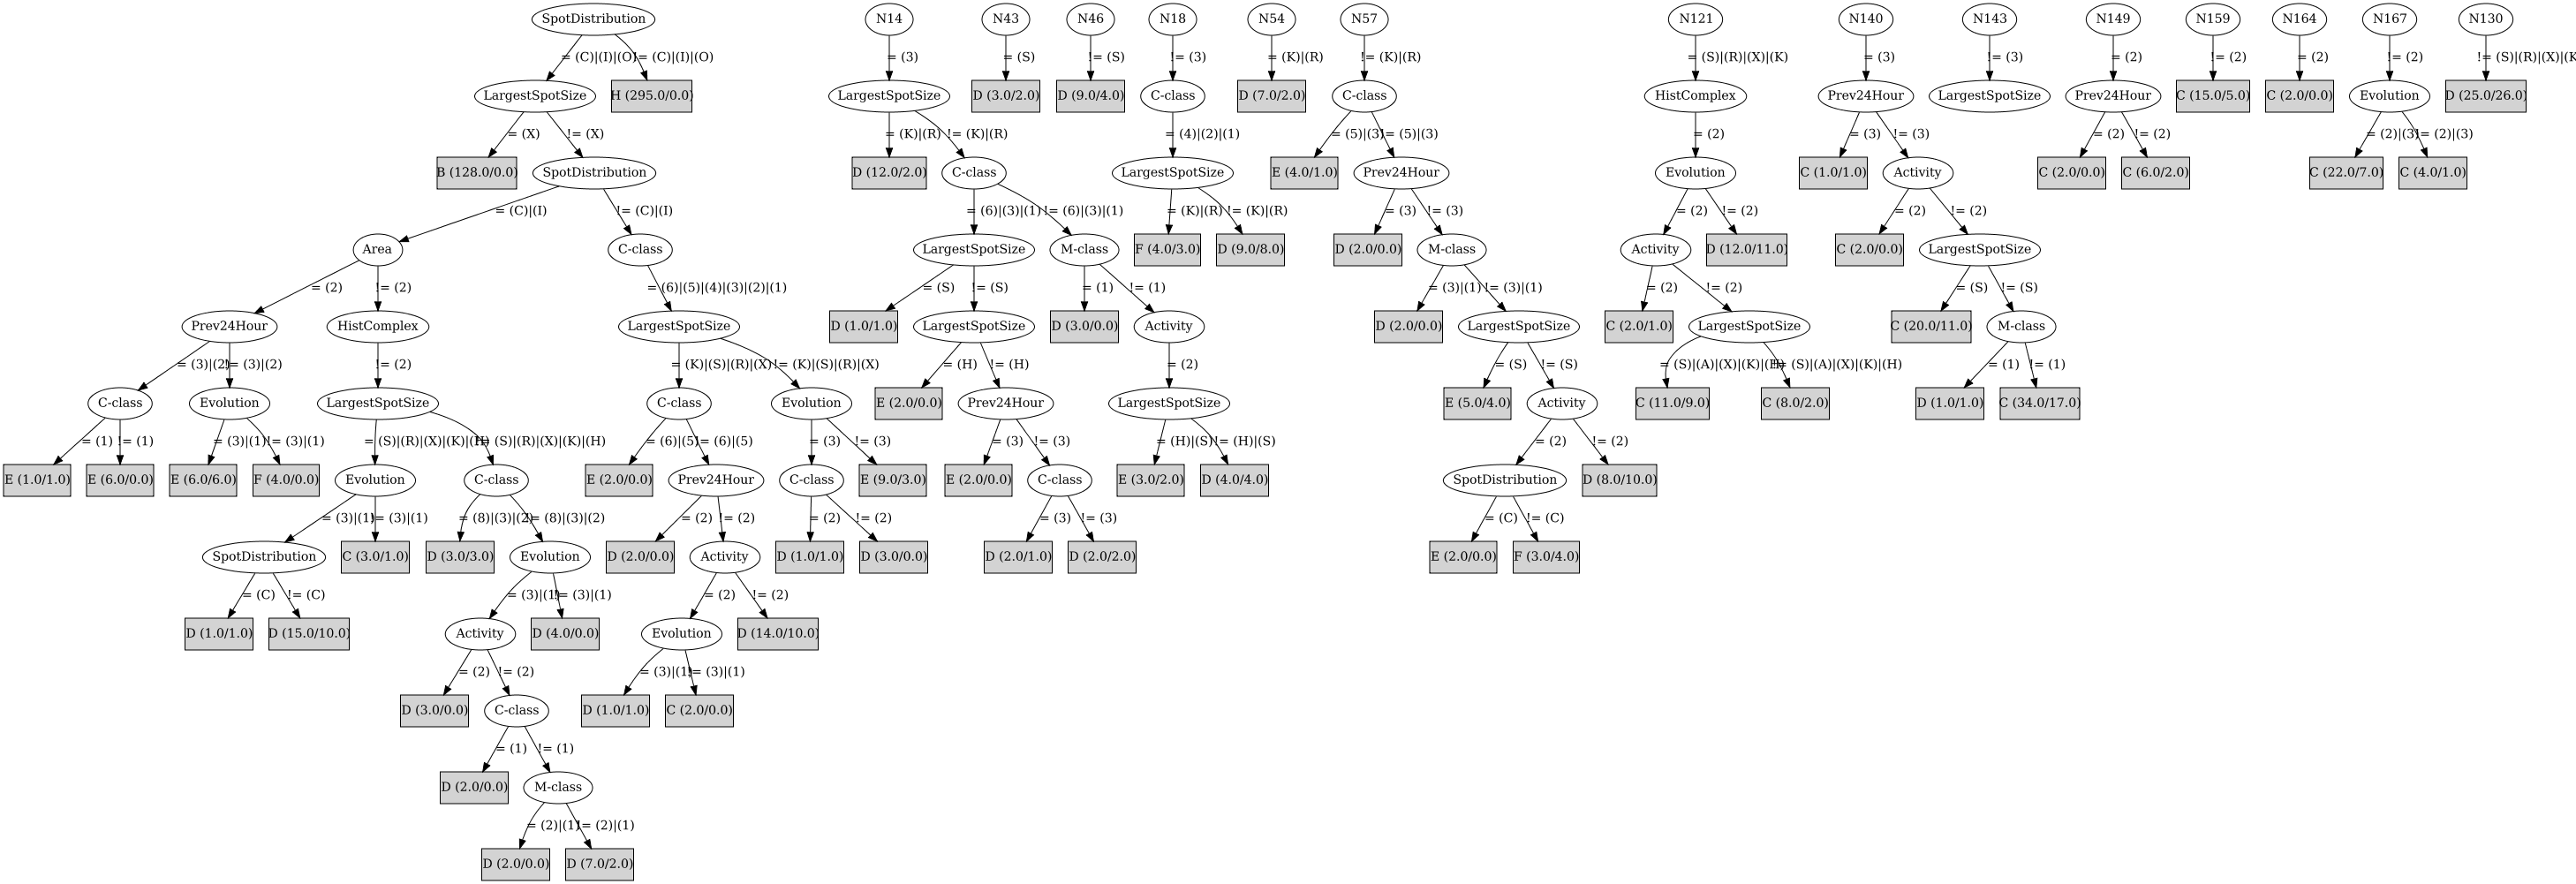 SpotDistribution N14 N43 N46 N18 N54 N57 N121 N140 N143 N149 N159 N164 N167 N130
= (C)|(I)|(O) != (C)|(I)|(O) = (3) = (S) != (S) != (3) = (K)|(R) != (K)|(R) = (S)|(R)|(X)|(K) = (3) != (3) = (2) != (2) = (2) != (2) != (S)|(R)|(X)|(K
LargestSpotSize H (295.0/0.0) LargestSpotSize D (3.0/2.0) D (9.0/4.0) C-class D (7.0/2.0) C-class HistComplex Prev24Hour LargestSpotSize Prev24Hour C (15.0/5.0) C (2.0/0.0) Evolution D (25.0/26.0)
= (X) != (X) = (K)|(R) != (K)|(R) = (4)|(2)|(1) = (5)|(3) != (5)|(3) = (2) = (3) != (3) = (2) != (2) = (2)|(3) != (2)|(3)
B (128.0/0.0) SpotDistribution D (12.0/2.0) C-class LargestSpotSize E (4.0/1.0) Prev24Hour Evolution C (1.0/1.0) Activity C (2.0/0.0) C (6.0/2.0) C (22.0/7.0) C (4.0/1.0)
= (C)|(I) != (C)|(I) = (6)|(3)|(1) != (6)|(3)|(1) = (K)|(R) != (K)|(R) = (3) != (3) = (2) != (2) = (2) != (2)
Area C-class LargestSpotSize M-class F (4.0/3.0) D (9.0/8.0) D (2.0/0.0) M-class Activity D (12.0/11.0) C (2.0/0.0) LargestSpotSize
= (2) != (2) = (6)|(5)|(4)|(3)|(2)|(1) = (S) != (S) = (1) != (1) = (3)|(1) != (3)|(1) = (2) != (2) = (S) != (S)
Prev24Hour HistComplex LargestSpotSize D (1.0/1.0) LargestSpotSize D (3.0/0.0) Activity D (2.0/0.0) LargestSpotSize C (2.0/1.0) LargestSpotSize C (20.0/11.0) M-class
= (3)|(2) != (3)|(2) != (2) = (K)|(S)|(R)|(X) != (K)|(S)|(R)|(X) = (H) != (H) = (2) = (S) != (S) = (S)|(A)|(X)|(K)|(H) != (S)|(A)|(X)|(K)|(H) = (1) != (1)
C-class Evolution LargestSpotSize C-class Evolution E (2.0/0.0) Prev24Hour LargestSpotSize E (5.0/4.0) Activity C (11.0/9.0) C (8.0/2.0) D (1.0/1.0) C (34.0/17.0)
= (1) != (1) = (3)|(1) != (3)|(1) = (S)|(R)|(X)|(K)|(H) != (S)|(R)|(X)|(K)|(H) = (6)|(5) != (6)|(5) = (3) != (3) = (3) != (3) = (H)|(S) != (H)|(S) = (2) != (2)
E (1.0/1.0) E (6.0/0.0) E (6.0/6.0) F (4.0/0.0) Evolution C-class E (2.0/0.0) Prev24Hour C-class E (9.0/3.0) E (2.0/0.0) C-class E (3.0/2.0) D (4.0/4.0) SpotDistribution D (8.0/10.0)
= (3)|(1) != (3)|(1) = (8)|(3)|(2) != (8)|(3)|(2) = (2) != (2) = (2) != (2) = (3) != (3) = (C) != (C)
SpotDistribution C (3.0/1.0) D (3.0/3.0) Evolution D (2.0/0.0) Activity D (1.0/1.0) D (3.0/0.0) D (2.0/1.0) D (2.0/2.0) E (2.0/0.0) F (3.0/4.0)
= (C) != (C) = (3)|(1) != (3)|(1) = (2) != (2)
D (1.0/1.0) D (15.0/10.0) Activity D (4.0/0.0) Evolution D (14.0/10.0)
= (2) != (2) = (3)|(1) != (3)|(1)
D (3.0/0.0) C-class D (1.0/1.0) C (2.0/0.0)
= (1) != (1)
D (2.0/0.0) M-class
= (2)|(1) != (2)|(1)
D (2.0/0.0) D (7.0/2.0)